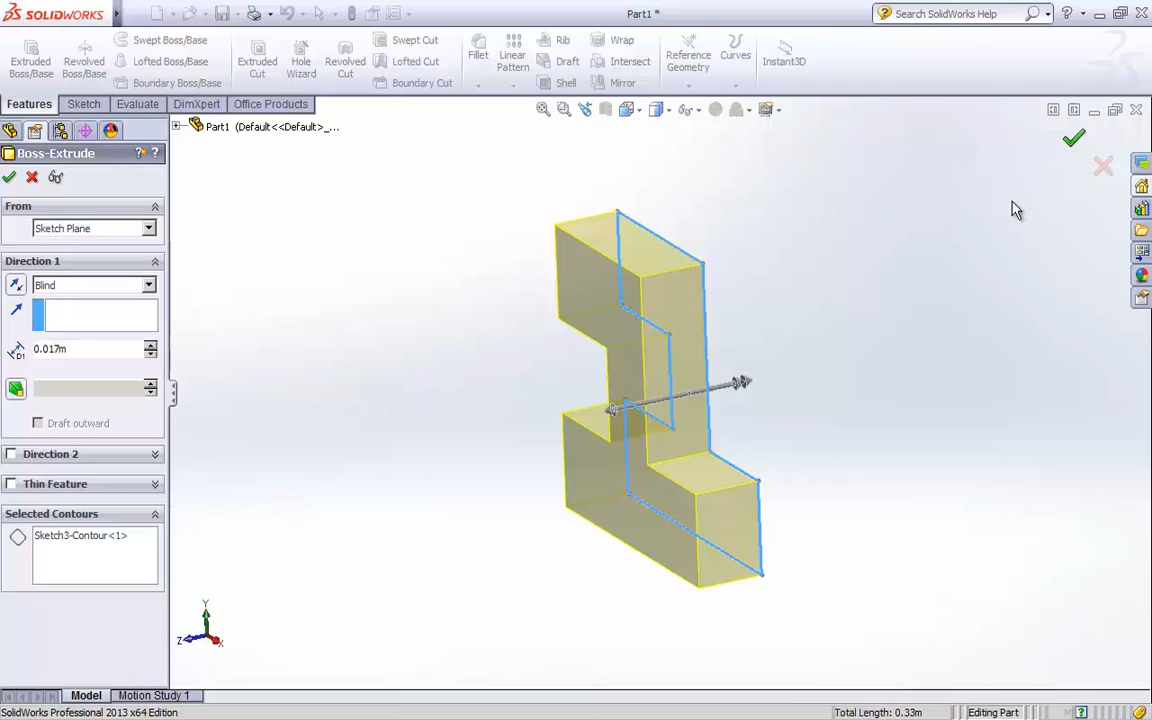 SOLIDWORKS
Part1 *
Search SolidWorks Help
Extruded Boss/Base
Revolved Boss/Base
Swept Boss/Base
Lofted Boss/Base
Boundary Boss/Base
Extruded Cut
Hole Wizard
Revolved Cut
Swept Cut
Lofted Cut
Boundary Cut
Fillet
Linear Pattern
Rib
Draft
Shell
Wrap
Intersect
Mirror
Reference Geometry
Curves
Instant3D
Features
Sketch
Evaluate
DimXpert
Office Products
Part1 (Default<<Default>_...
Boss-Extrude
From
Sketch Plane
Direction 1
Blind
D1
0.017m
Draft outward
Direction 2
Thin Feature
Selected Contours
Sketch3-Contour<1>
Y
Z
X
Model
Motion Study 1
SolidWorks Professional 2013 x64 Edition
Total Length: 0.33m
Editing Part